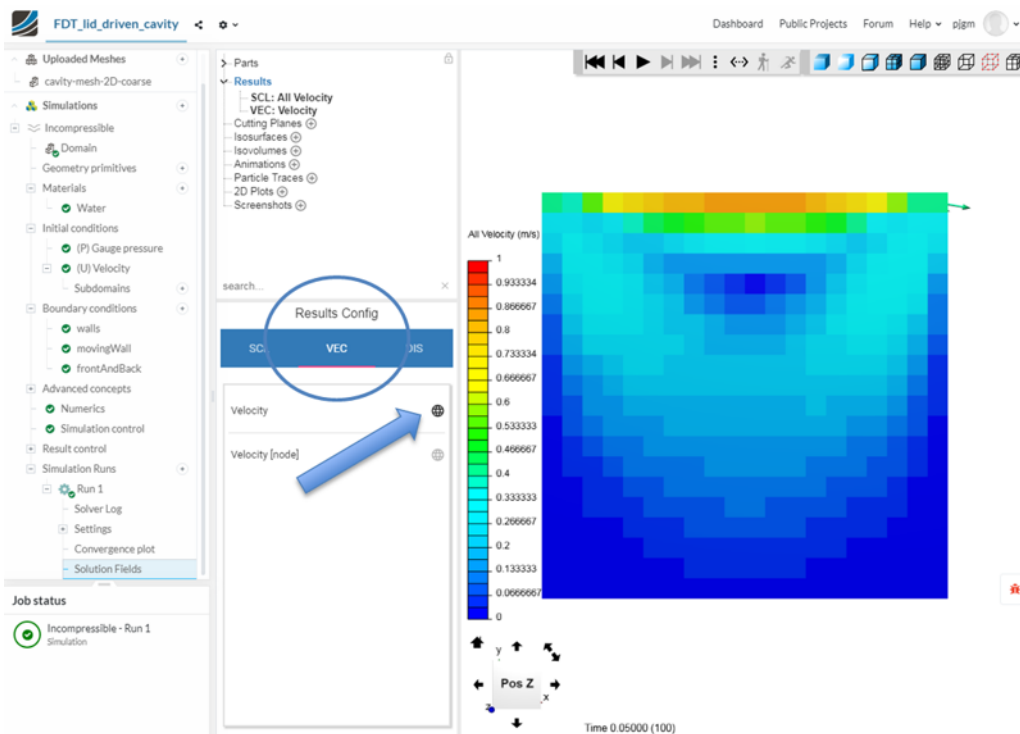 FDT_lid_driven_cavity
Dashboard Public Projects Forum Help pjgm
Uploaded Meshes
cavity-mesh-2D-coarse
Simulations
Incompressible
Domain
Geometry primitives
Materials
Water
Initial conditions
(P) Gauge pressure
(U) Velocity
Subdomains
Boundary conditions
walls
movingWall
frontAndBack
Advanced concepts
Numerics
Simulation control
Result control
Simulation Runs
Run 1
Solver Log
Settings
Convergence plot
Solution Fields
Job status
Incompressible - Run 1
Simulation
Parts
Results
SCL: All Velocity
VEC: Velocity
Cutting Planes
Isosurfaces
Isovolumes
Animations
Particle Traces
2D Plots
Screenshots
search...
Results Config
SC VEC DIS
Velocity
Velocity [node]
All Velocity (m/s)
1
0.933334
0.866667
0.8
0.733334
0.666667
0.6
0.533333
0.466667
0.4
0.333333
0.266667
0.2
0.133333
0.0666667
0
y
Pos Z
x
z
Time 0.05000 (100)